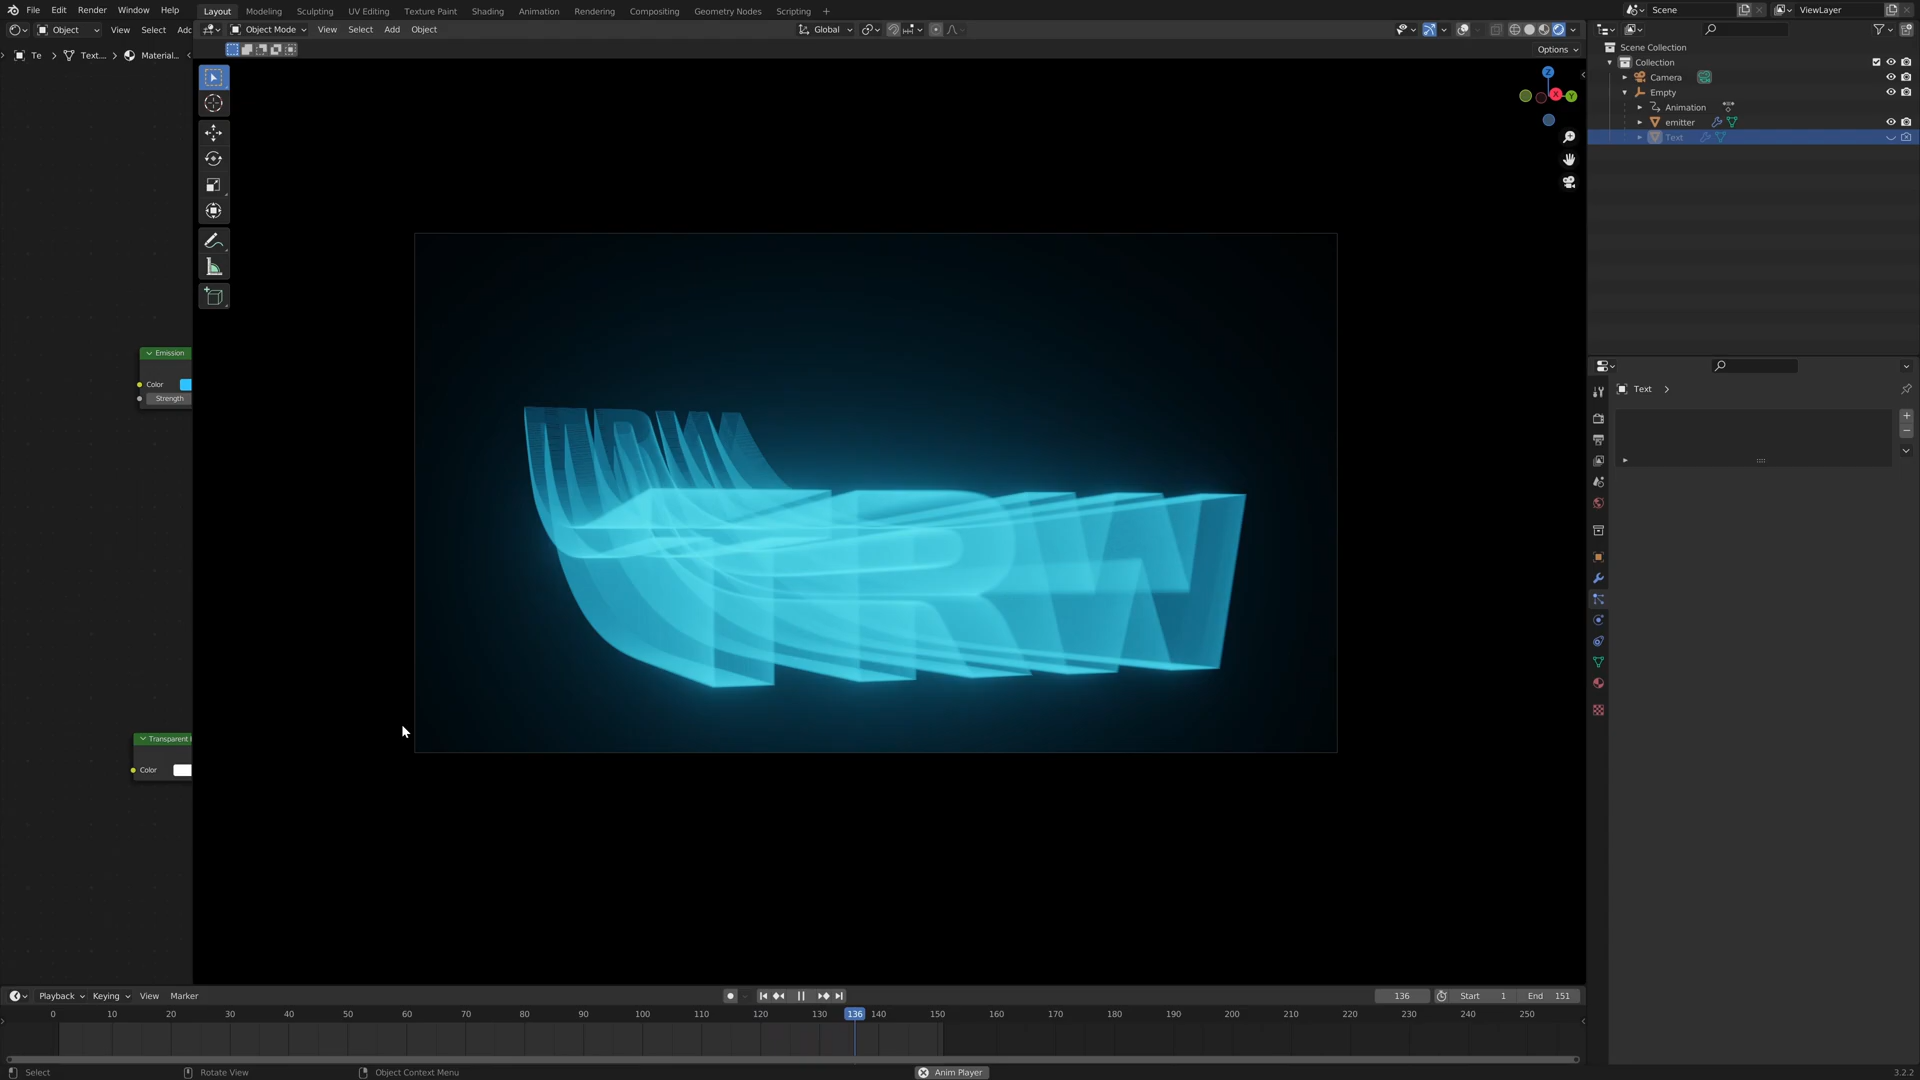 File Edit Render Window Help Layout Modeling Sculpting UV Editing Texture Paint Shading Animation Rendering Compositing Geometry Nodes Scripting + Scene ViewLayer
Object View Select Add Object Mode View Select Add Object Global
Options
Te > Text... > Material...
Scene Collection
Collection
Camera
Empty
Animation
emitter
Text
Z
X
Y
Emission
Color
Strength
Transparent
Color
Text
Playback Keying View Marker 136 Start 1 End 151
0 10 20 30 40 50 60 70 80 90 100 110 120 130 136 140 150 160 170 180 190 200 210 220 230 240 250
Select Rotate View Object Context Menu Anim Player 3.2.2